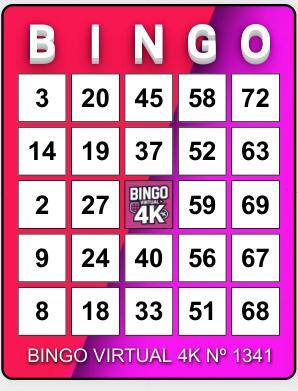 B I N G O
3 20 45 58 72
14 19 37 52 63
2 27 BINGO VIRTUAL 4K 59 69
9 24 40 56 67
8 18 33 51 68
BINGO VIRTUAL 4K Nº 1341